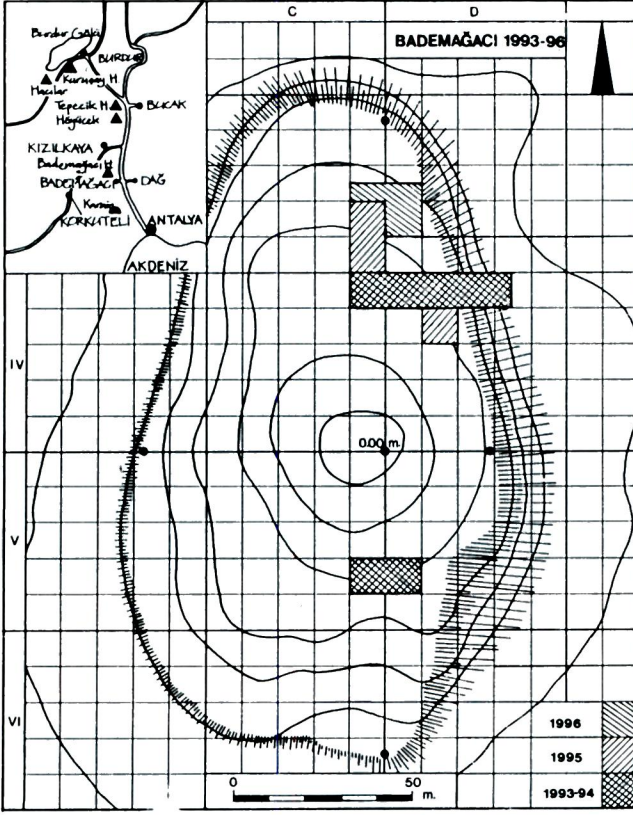 C
D
BADEMAĞACI 1993-96
Burdur Gölü
BURDUR
Kuruçay H
Hacılar
Tepecik H
BUCAK
Höyücek
KIZILKAYA
Bademağacı H
BADEMAĞACI
DAĞ
KORKUTELİ
ANTALYA
AKDENİZ
IV
0.00 m.
V
VI
1996
1995
1993-94
0
50
m.